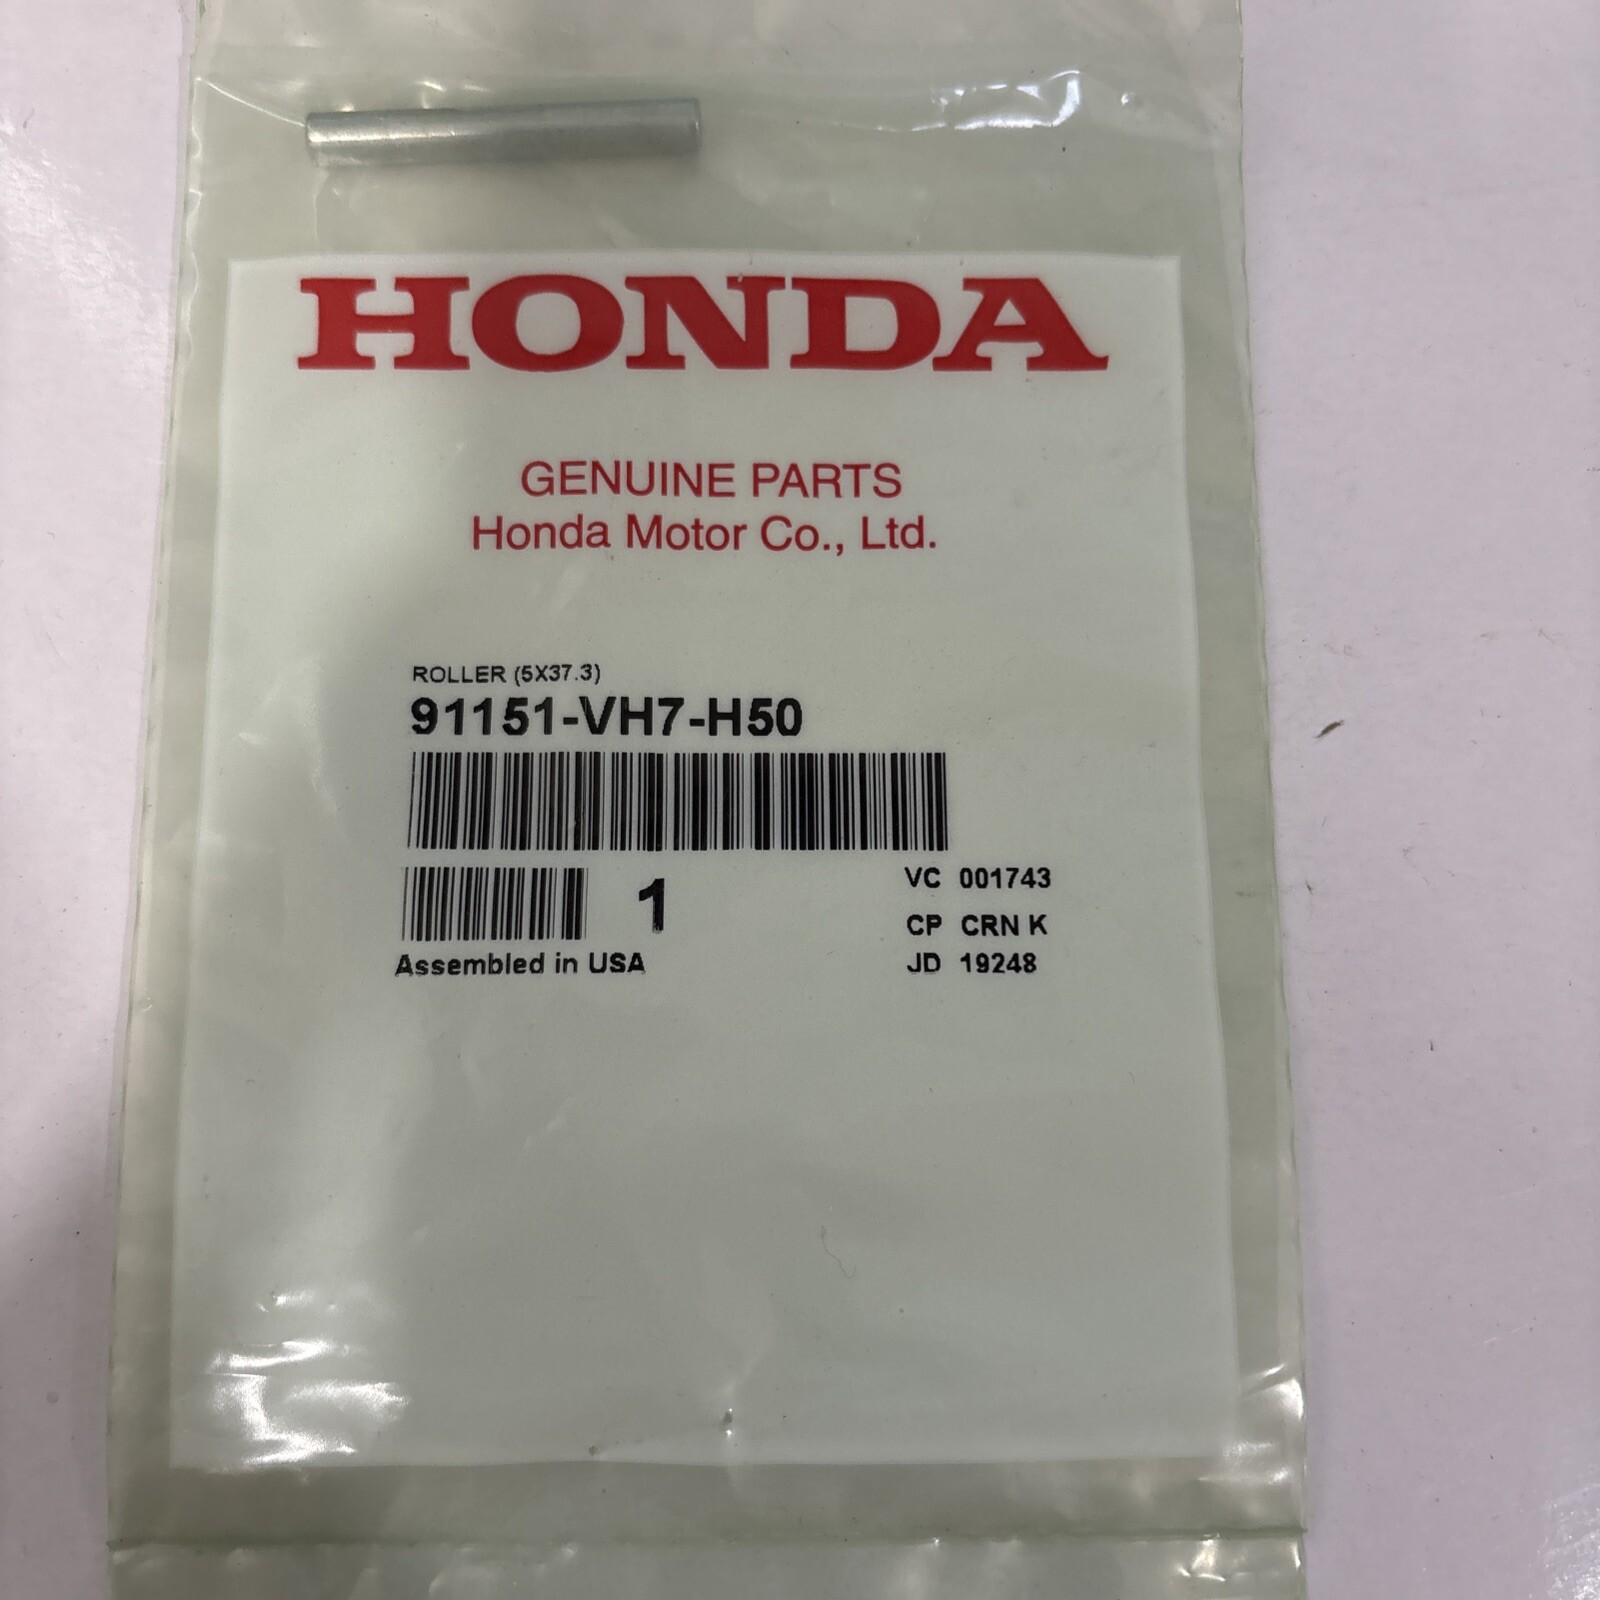 HONDA
GENUINE PARTS
Honda Motor Co., Ltd.
ROLLER (5X37.3)
91151-VH7-H50
1
VC 001743
CP CRN K
Assembled in USA
JD 19248